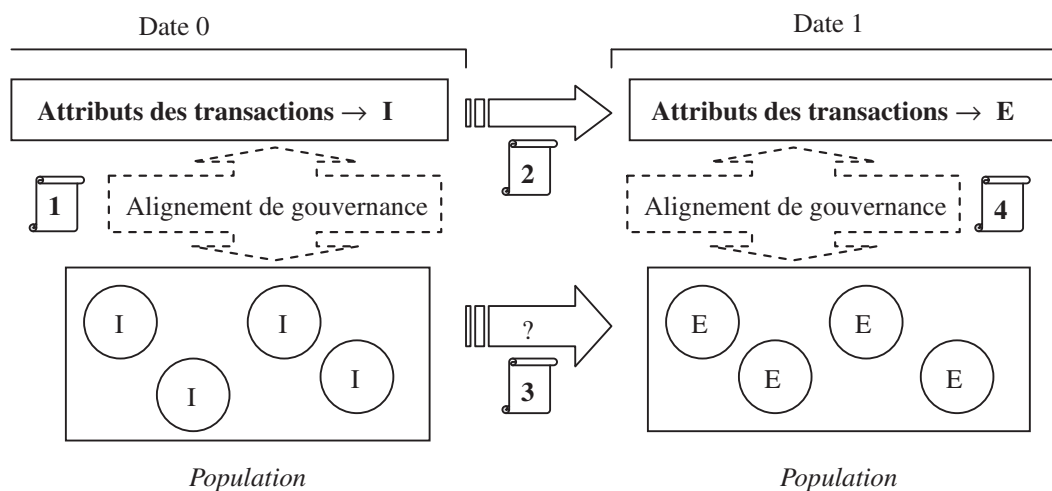 Date 0
Date 1
Attributs des transactions → I
Attributs des transactions → E
2
1
Alignement de gouvernance
Alignement de gouvernance
4
I
I
I
I
?
3
E
E
E
E
Population
Population